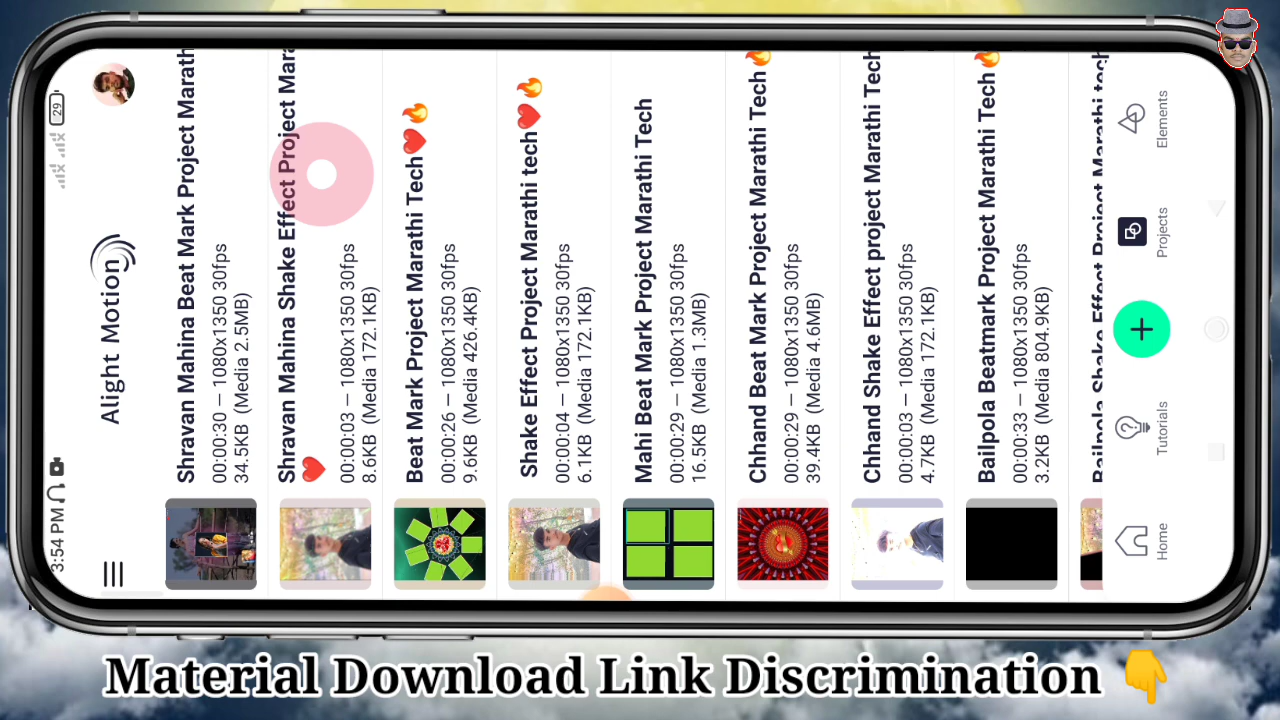 3:54 PM
29
Alight Motion
Shravan Mahina Beat Mark Project Marath
00:00:30 — 1080x1350 30fps
34.5KB (Media 2.5MB)
Shravan Mahina Shake Effect Project Mara
❤️
00:00:03 — 1080x1350 30fps
8.6KB (Media 172.1KB)
Beat Mark Project Marathi Tech❤️🔥
00:00:26 — 1080x1350 30fps
9.6KB (Media 426.4KB)
Shake Effect Project Marathi tech❤️🔥
00:00:04 — 1080x1350 30fps
6.1KB (Media 172.1KB)
Mahi Beat Mark Project Marathi Tech
00:00:29 — 1080x1350 30fps
16.5KB (Media 1.3MB)
Chhand Beat Mark Project Marathi Tech🔥
00:00:29 — 1080x1350 30fps
39.4KB (Media 4.6MB)
Chhand Shake Effect project Marathi Tech
00:00:03 — 1080x1350 30fps
4.7KB (Media 172.1KB)
Bailpola Beatmark Project Marathi Tech🔥
00:00:33 — 1080x1350 30fps
3.2KB (Media 804.9KB)
Bailpola Shake Effect Project Marathi tech
Home
Tutorials
Projects
Elements
Material Download Link Discrimination 👇